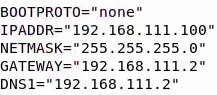 BOOTPROTO="none"
IPADDR="192.168.111.100"
NETMASK="255.255.255.0"
GATEWAY="192.168.111.2"
DNS1="192.168.111.2"